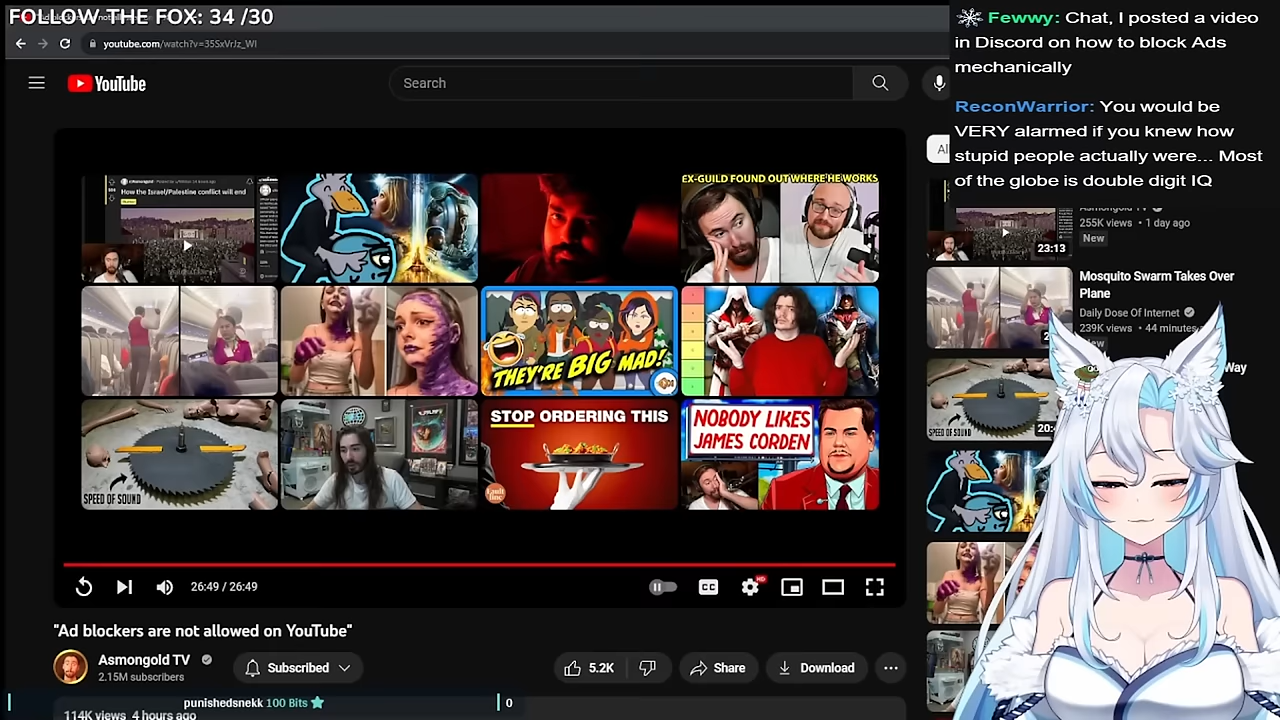 FOLLOW THE FOX: 34 /30
youtube.com/watch?v=35SxVrJz_WI
YouTube
Search
Fewwy: Chat, I posted a video
in Discord on how to block Ads
mechanically
ReconWarrior: You would be
VERY alarmed if you knew how
stupid people actually were... Most
of the globe is double digit IQ
How the Israel/Palestine conflict will end
EX-GUILD FOUND OUT WHERE HE WORKS
THEY'RE BIG MAD!
SPEED OF SOUND
STOP ORDERING THIS
Fault line
NOBODY LIKES
JAMES CORDEN
26:49 / 26:49
CC
HD
"Ad blockers are not allowed on YouTube"
Asmongold TV
2.15M subscribers
Subscribed
5.2K
Share
Download
punishedsnekk 100 Bits
0
114K views 4 hours ago
255K views • 1 day ago
New
23:13
Mosquito Swarm Takes Over
Plane
Daily Dose Of Internet
239K views • 44 minutes
Way
SPEED OF SOUND